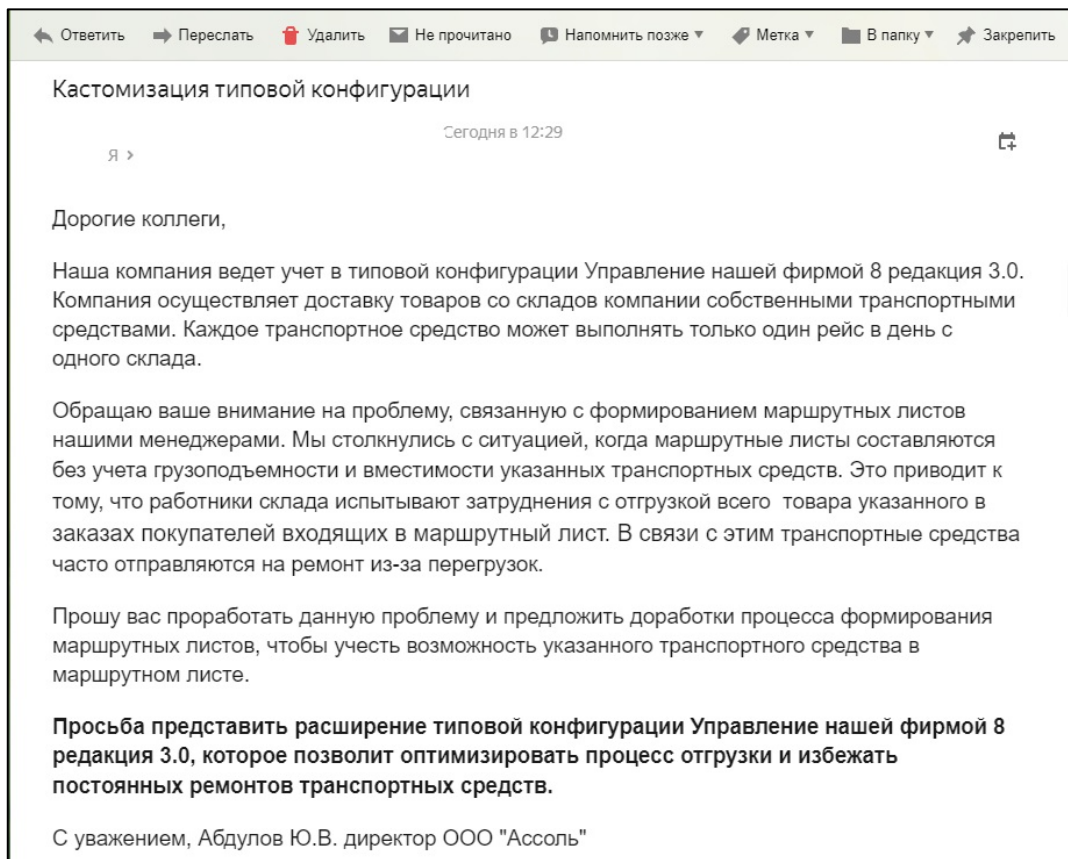 Ответить Переслать Удалить Не прочитано Напомнить позже Метка В папку Закрепить
Кастомизация типовой конфигурации
Сегодня в 12:29
Я >
Дорогие коллеги,
Наша компания ведет учет в типовой конфигурации Управление нашей фирмой 8 редакция 3.0.
Компания осуществляет доставку товаров со складов компании собственными транспортными
средствами. Каждое транспортное средство может выполнять только один рейс в день с
одного склада.
Обращаю ваше внимание на проблему, связанную с формированием маршрутных листов
нашими менеджерами. Мы столкнулись с ситуацией, когда маршрутные листы составляются
без учета грузоподъемности и вместимости указанных транспортных средств. Это приводит к
тому, что работники склада испытывают затруднения с отгрузкой всего товара указанного в
заказах покупателей входящих в маршрутный лист. В связи с этим транспортные средства
часто отправляются на ремонт из-за перегрузок.
Прошу вас проработать данную проблему и предложить доработки процесса формирования
маршрутных листов, чтобы учесть возможность указанного транспортного средства в
маршрутном листе.
Просьба представить расширение типовой конфигурации Управление нашей фирмой 8
редакция 3.0, которое позволит оптимизировать процесс отгрузки и избежать
постоянных ремонтов транспортных средств.
С уважением, Абдулов Ю.В. директор ООО "Ассоль"